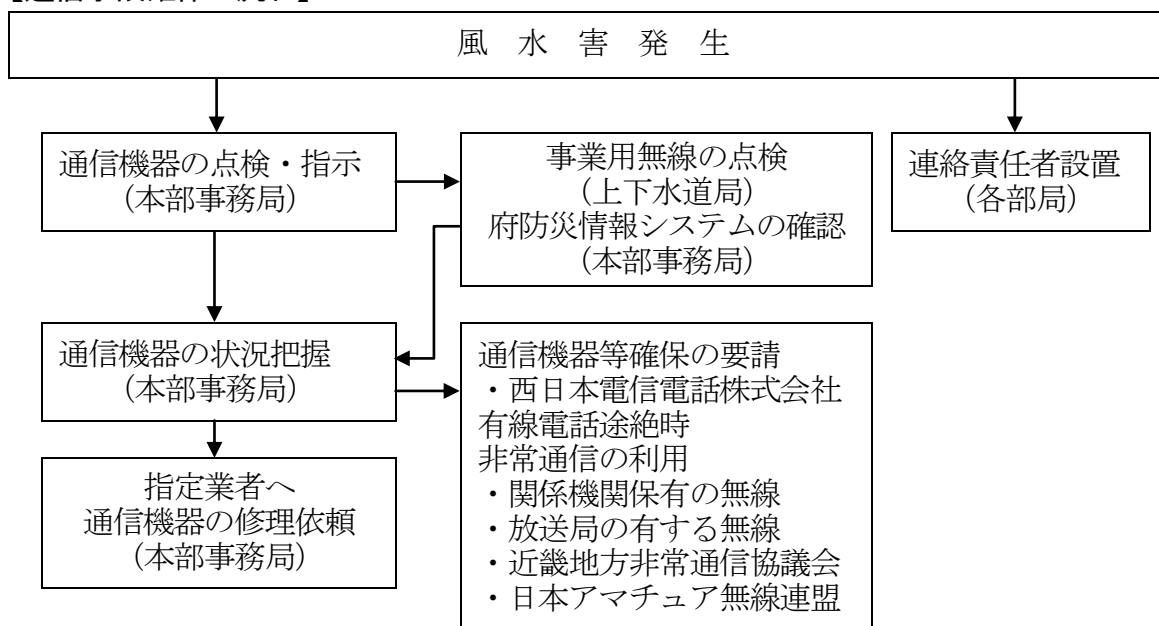 風 水 害 発 生
通信機器の点検・指示
(本部事務局)
事業用無線の点検
(上下水道局)
府防災情報システムの確認
(本部事務局)
連絡責任者設置
(各部局)
通信機器の状況把握
(本部事務局)
通信機器等確保の要請
・西日本電信電話株式会社
有線電話途絶時
非常通信の利用
・関係機関保有の無線
・放送局の有する無線
・近畿地方非常通信協議会
・日本アマチュア無線連盟
指定業者へ
通信機器の修理依頼
(本部事務局)